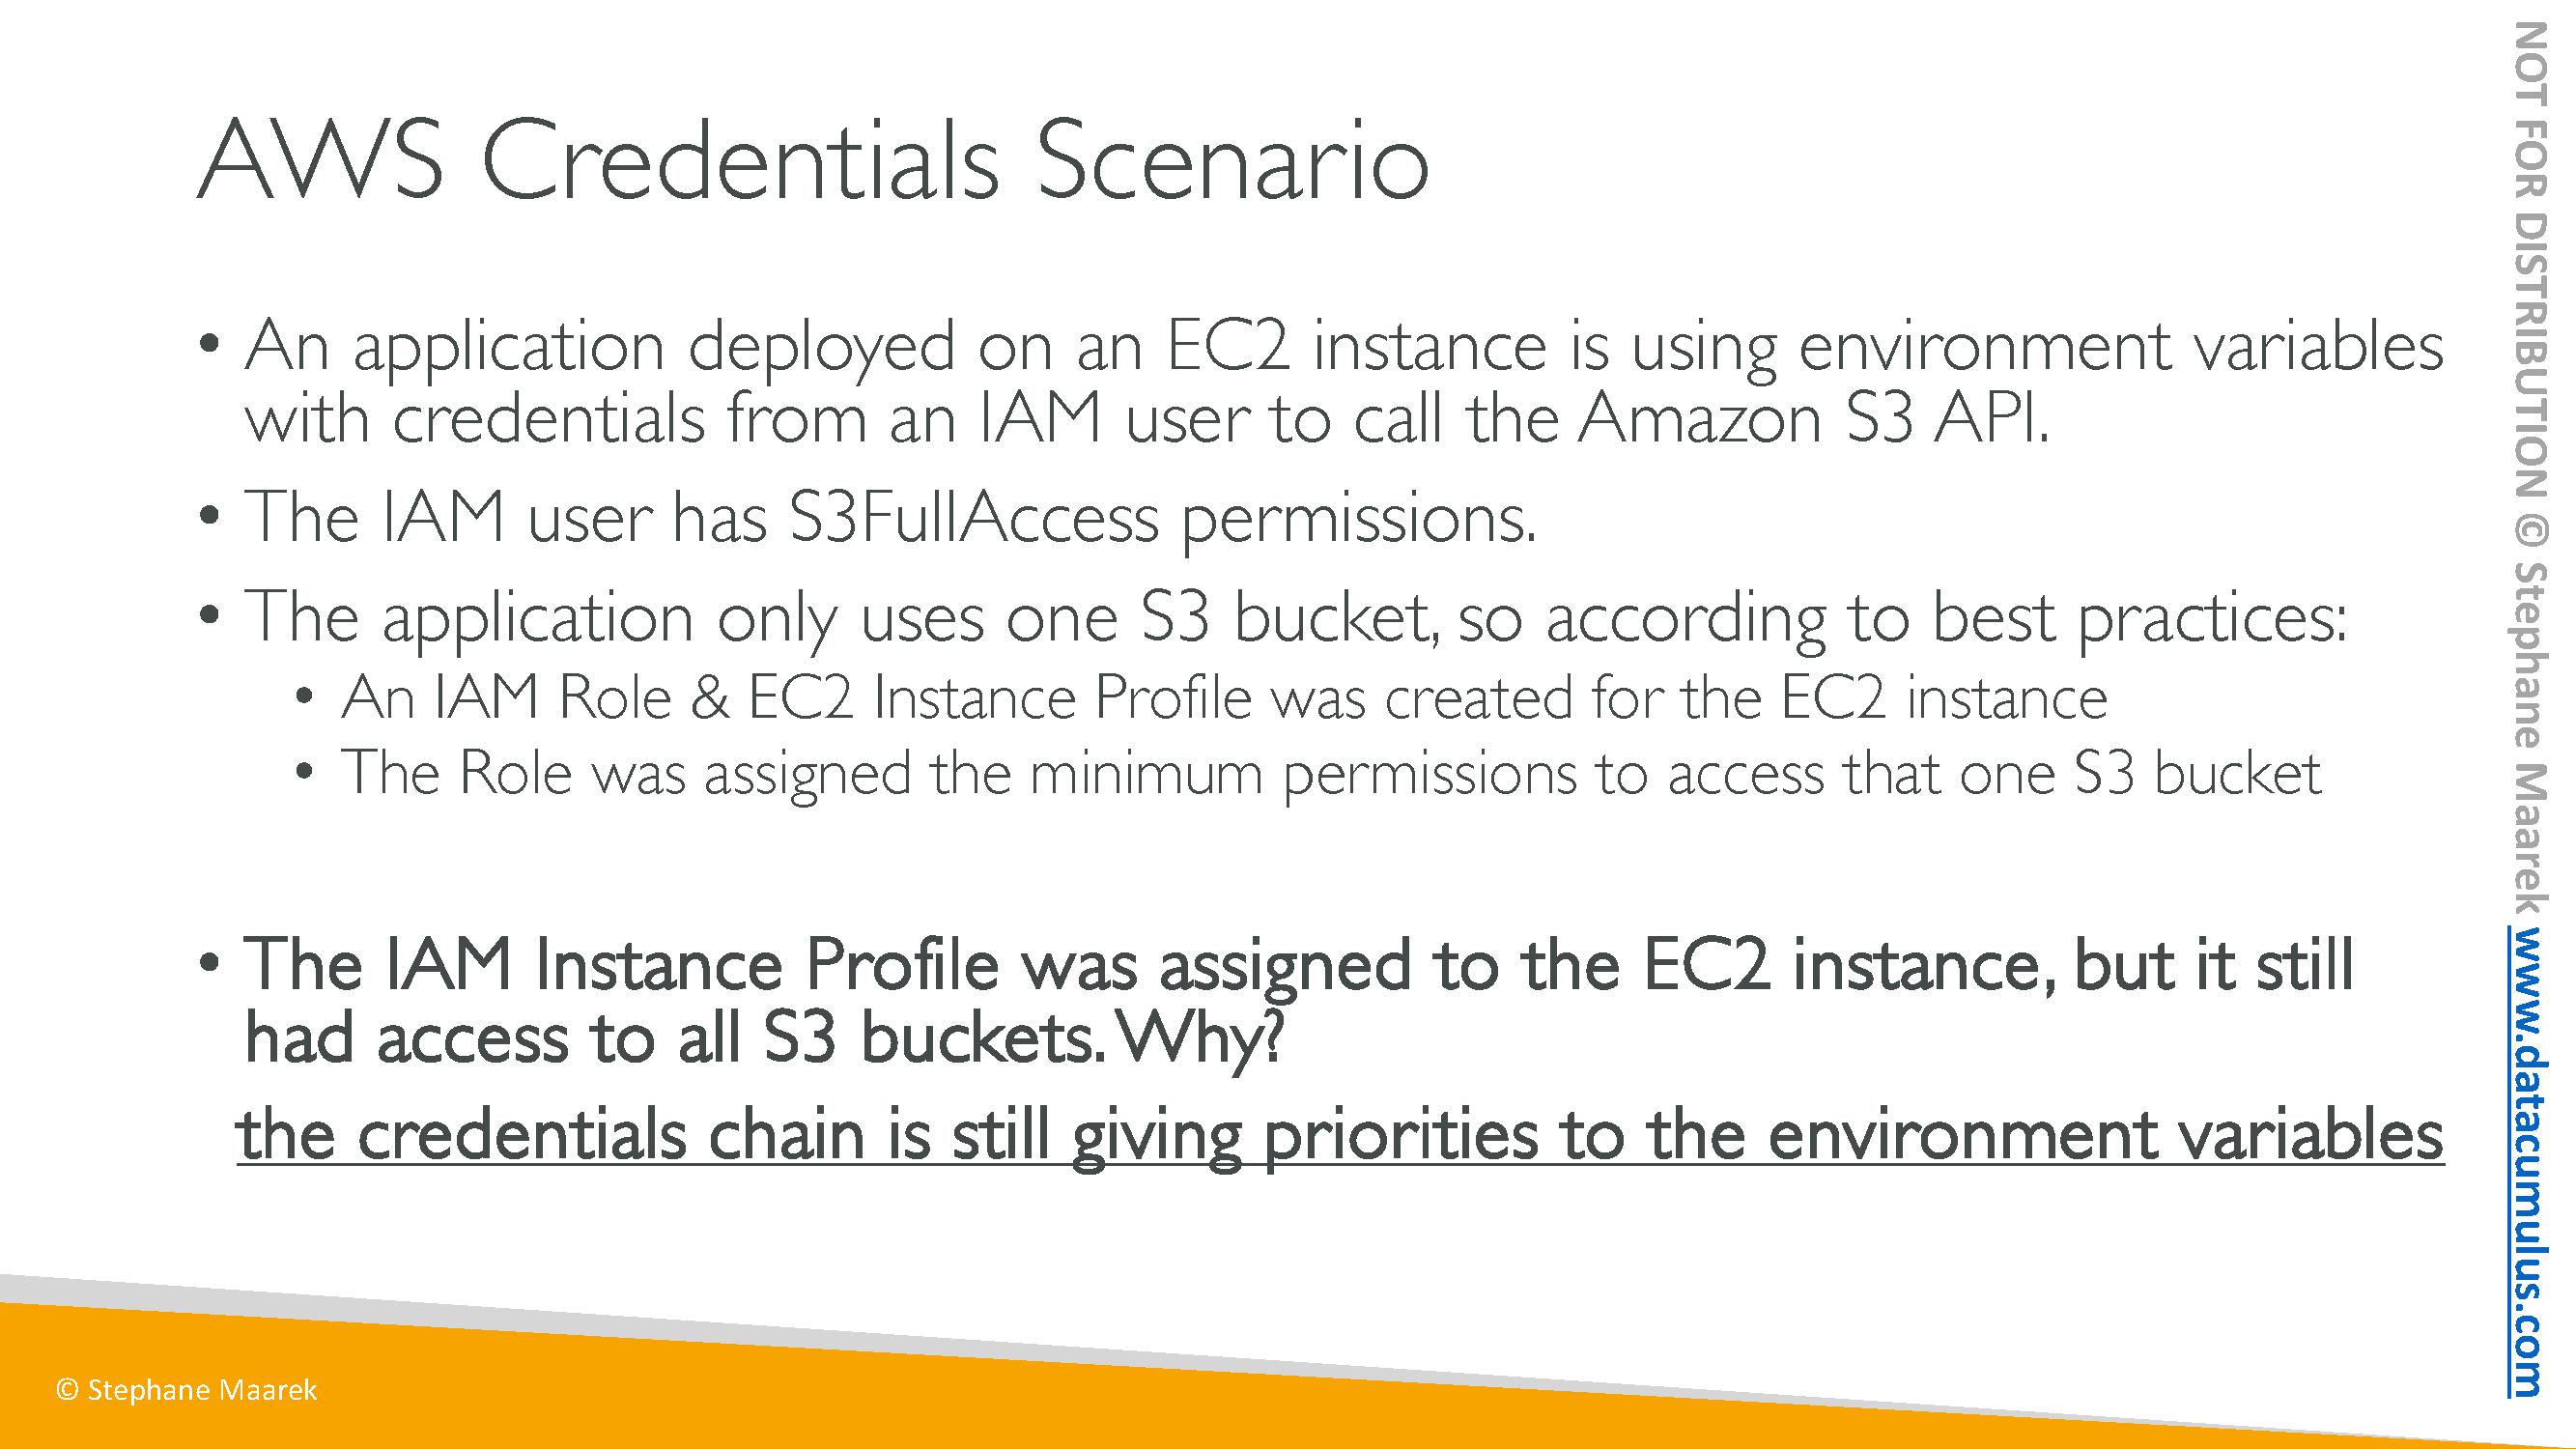 AWS Credentials Scenario
• An application deployed on an EC2 instance is using environment variables
with credentials from an IAM user to call the Amazon S3 API.
• The IAM user has S3FullAccess permissions.
• The application only uses one S3 bucket, so according to best practices:
• An IAM Role & EC2 Instance Profile was created for the EC2 instance
• The Role was assigned the minimum permissions to access that one S3 bucket
• The IAM Instance Profile was assigned to the EC2 instance, but it still
had access to all S3 buckets. Why?
the credentials chain is still giving priorities to the environment variables
© Stephane Maarek
NOT FOR DISTRIBUTION © Stephane Maarek www.datacumulus.com